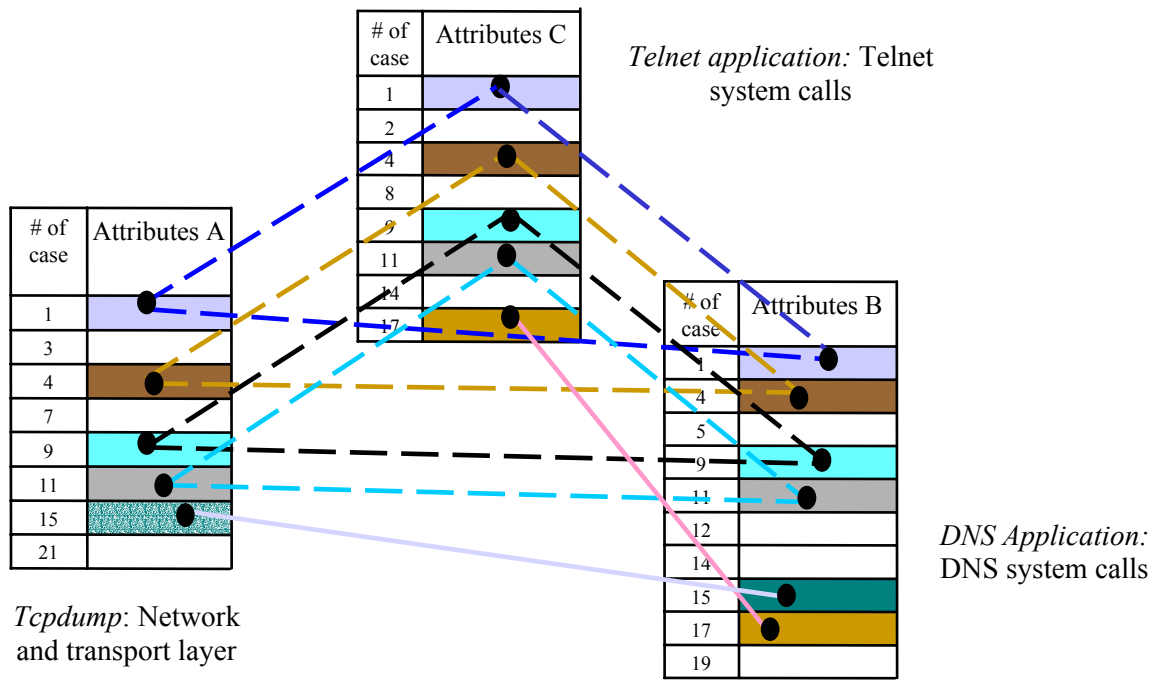 # of
case
Attributes C
1
2
4
8
9
11
14
17
Telnet application: Telnet
system calls
# of
case
Attributes A
1
3
4
7
9
11
15
21
Tcpdump: Network
and transport layer
# of
case
Attributes B
1
4
5
9
11
12
14
15
17
19
DNS Application:
DNS system calls